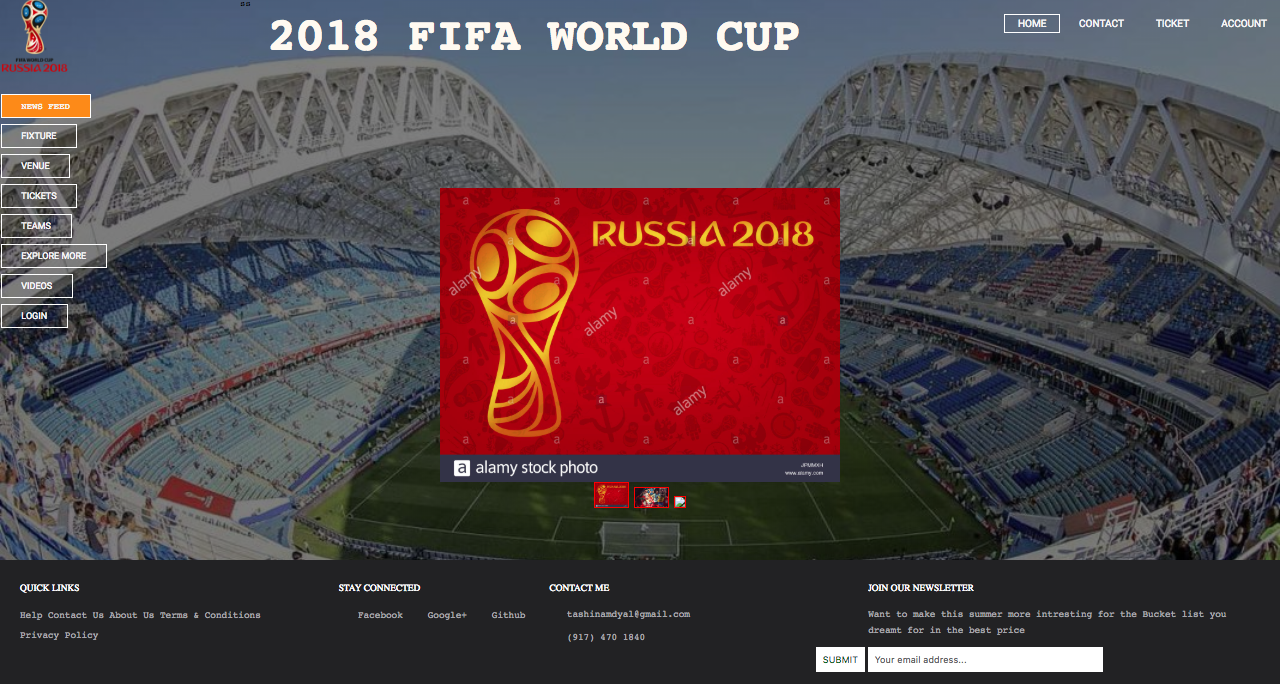 2018 FIFA WORLD CUP
HOME
CONTACT
TICKET
ACCOUNT
FIFA WORLD CUP
RUSSIA 2018
NEWS FEED
FIXTURE
VENUE
TICKETS
TEAMS
EXPLORE MORE
VIDEOS
LOGIN
RUSSIA 2018
a a a a a
a a a a
alamy alamy
a a a
alamy
a a a a
a a a a a
alamy
a a a a
a a a a a
a alamy stock photo
www.alamy.com
QUICK LINKS
Help Contact Us About Us Terms & Conditions
Privacy Policy
STAY CONNECTED
Facebook Google+ Github
CONTACT ME
tashinamdyal@gmail.com
(917) 470 1840
JOIN OUR NEWSLETTER
Want to make this summer more intresting for the Bucket list you
dreamt for in the best price
SUBMIT
Your email address...